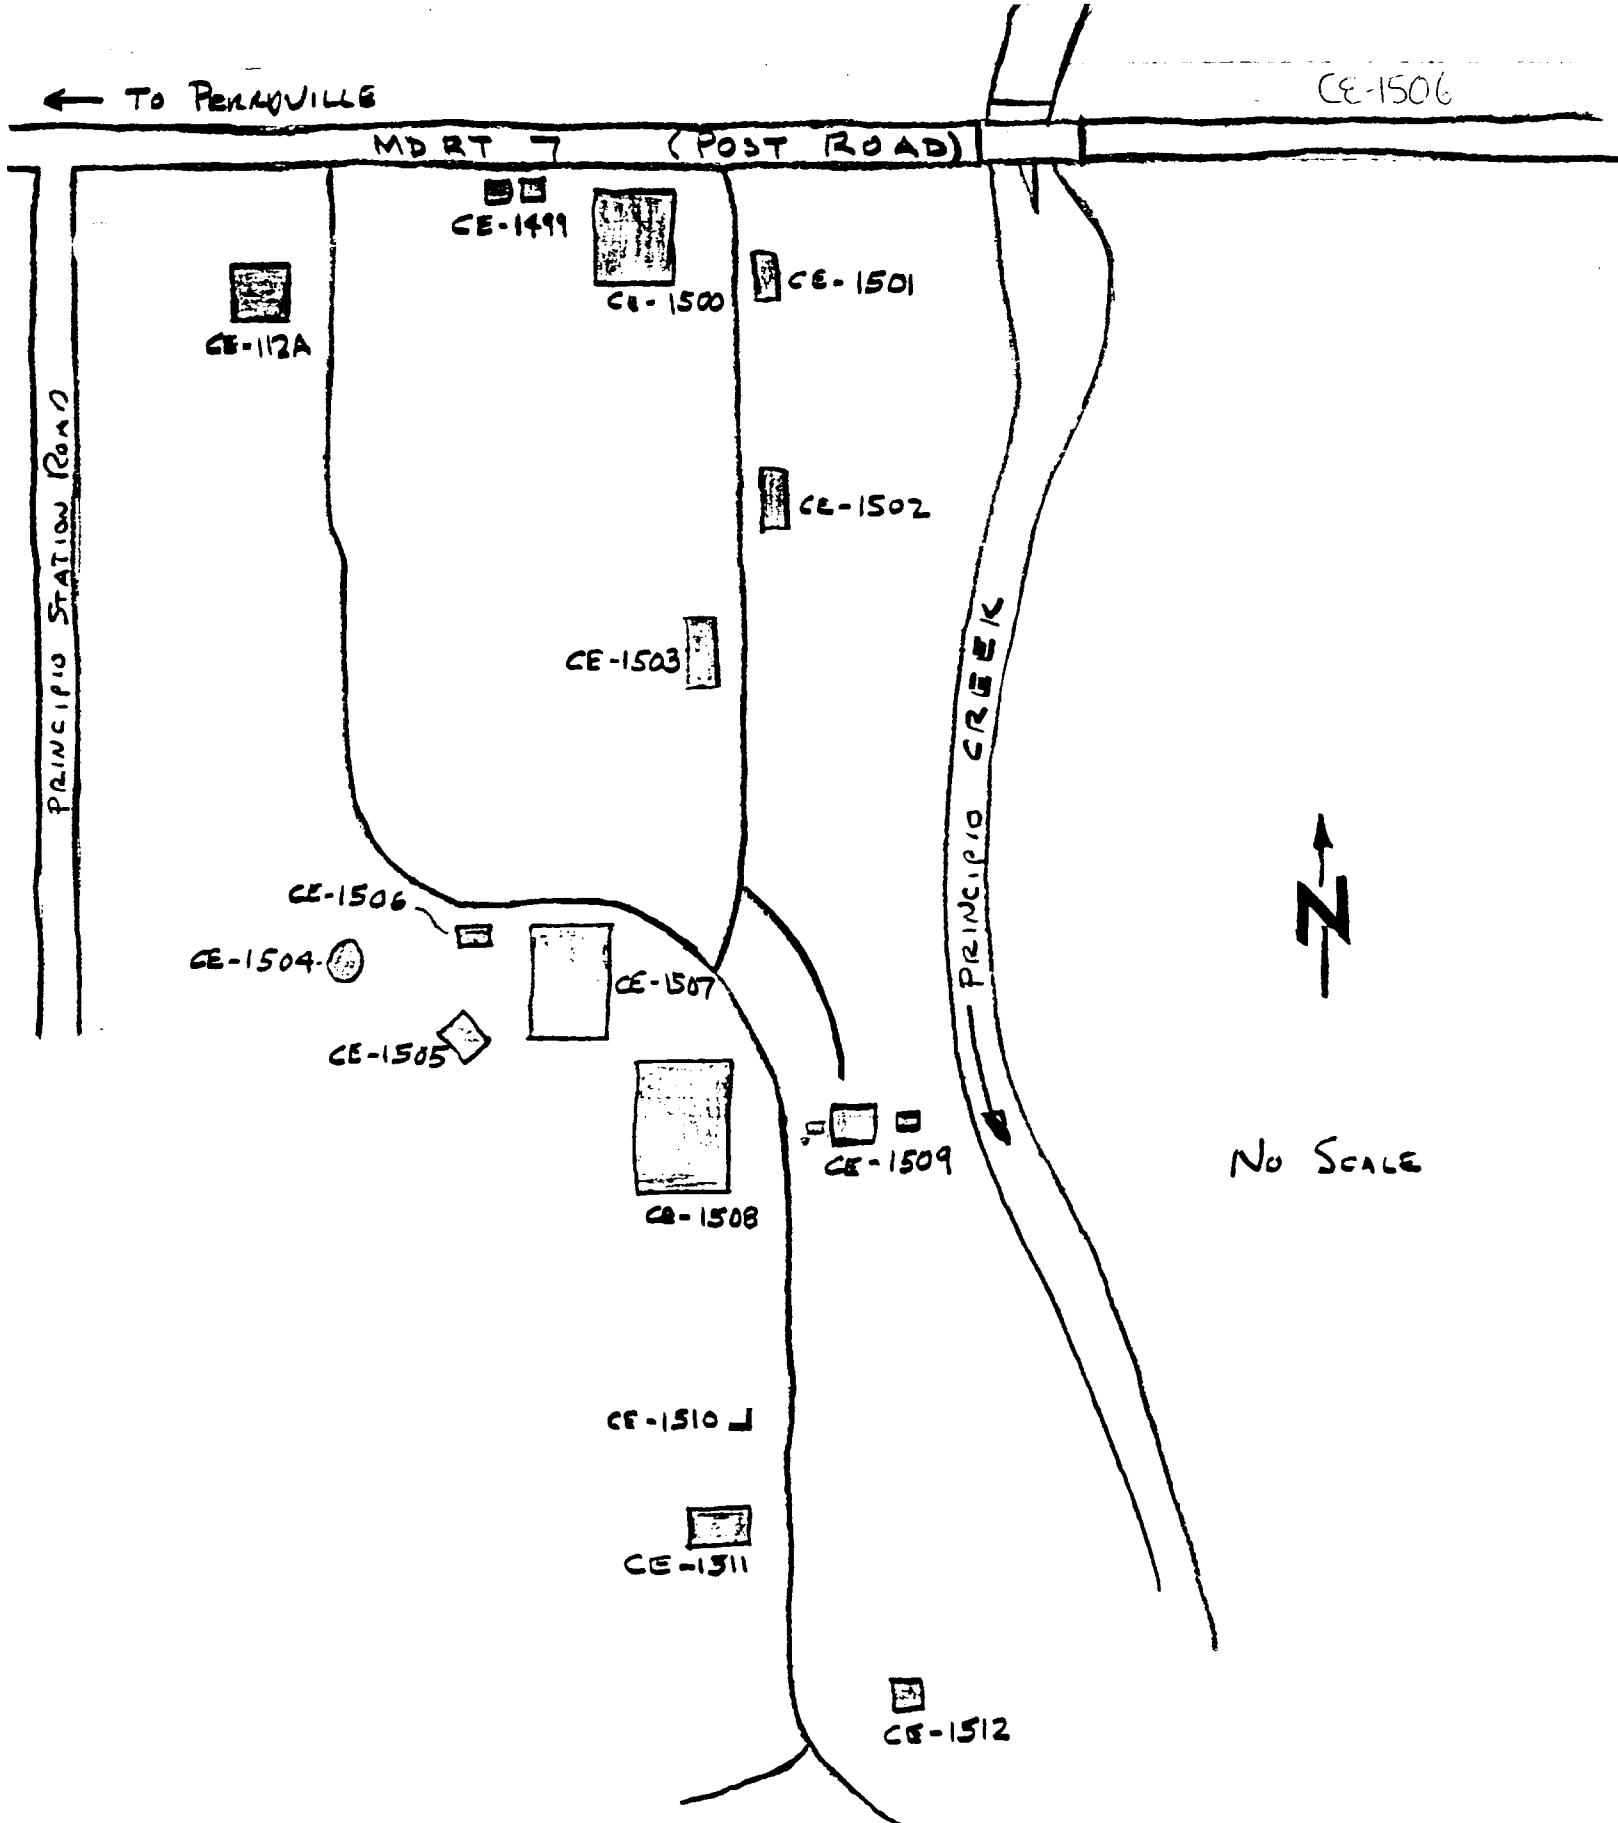 ← TO PERRYVILLE
CE-1506
MD RT 7 (POST ROAD)
CE-1499
CE-1500
CE-1501
CE-112A
PRINCIPIO STATION ROAD
CE-1502
CE-1503
PRINCIPIO CREEK
CE-1506
CE-1504
CE-1507
CE-1505
N
CE-1509
NO SCALE
CE-1508
CE-1510
CE-1511
CE-1512